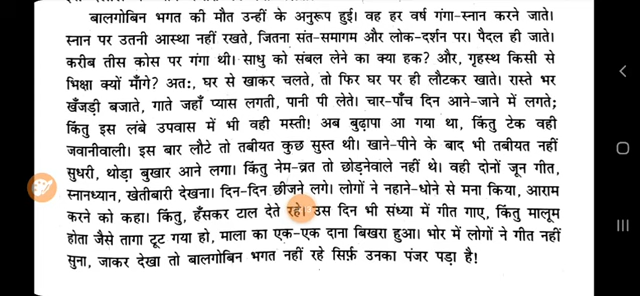 बालगोबिन भगत की मौत उन्हीं के अनुरूप हुई। वह हर वर्ष गंगा-स्नान करने जाते।
स्नान पर उतनी आस्था नहीं रखते, जितना संत-समागम और लोक-दर्शन पर। पैदल ही जाते।
करीब तीस कोस पर गंगा थी। साधु को संबल लेने का क्या हक? और, गृहस्थ किसी से
भिक्षा क्यों माँगे? अतः, घर से खाकर चलते, तो फिर घर पर ही लौटकर खाते। रास्ते भर
खँजड़ी बजाते, गाते जहाँ प्यास लगती, पानी पी लेते। चार-पाँच दिन आने-जाने में लगते;
किंतु इस लंबे उपवास में भी वही मस्ती! अब बुढ़ापा आ गया था, किंतु टेक वही
जवानीवाली। इस बार लौटे तो तबीयत कुछ सुस्त थी। खाने-पीने के बाद भी तबीयत नहीं
सुधरी, थोड़ा बुखार आने लगा। किंतु नेम-व्रत तो छोड़नेवाले नहीं थे। वही दोनों जून गीत,
स्नानध्यान, खेतीबारी देखना। दिन-दिन छीजने लगे। लोगों ने नहाने-धोने से मना किया, आराम
करने को कहा। किंतु, हँसकर टाल देते रहे। उस दिन भी संध्या में गीत गाए, किंतु मालूम
होता जैसे तागा टूट गया हो, माला का एक-एक दाना बिखरा हुआ। भोर में लोगों ने गीत नहीं
सुना, जाकर देखा तो बालगोबिन भगत नहीं रहे सिर्फ़ उनका पंजर पड़ा है!